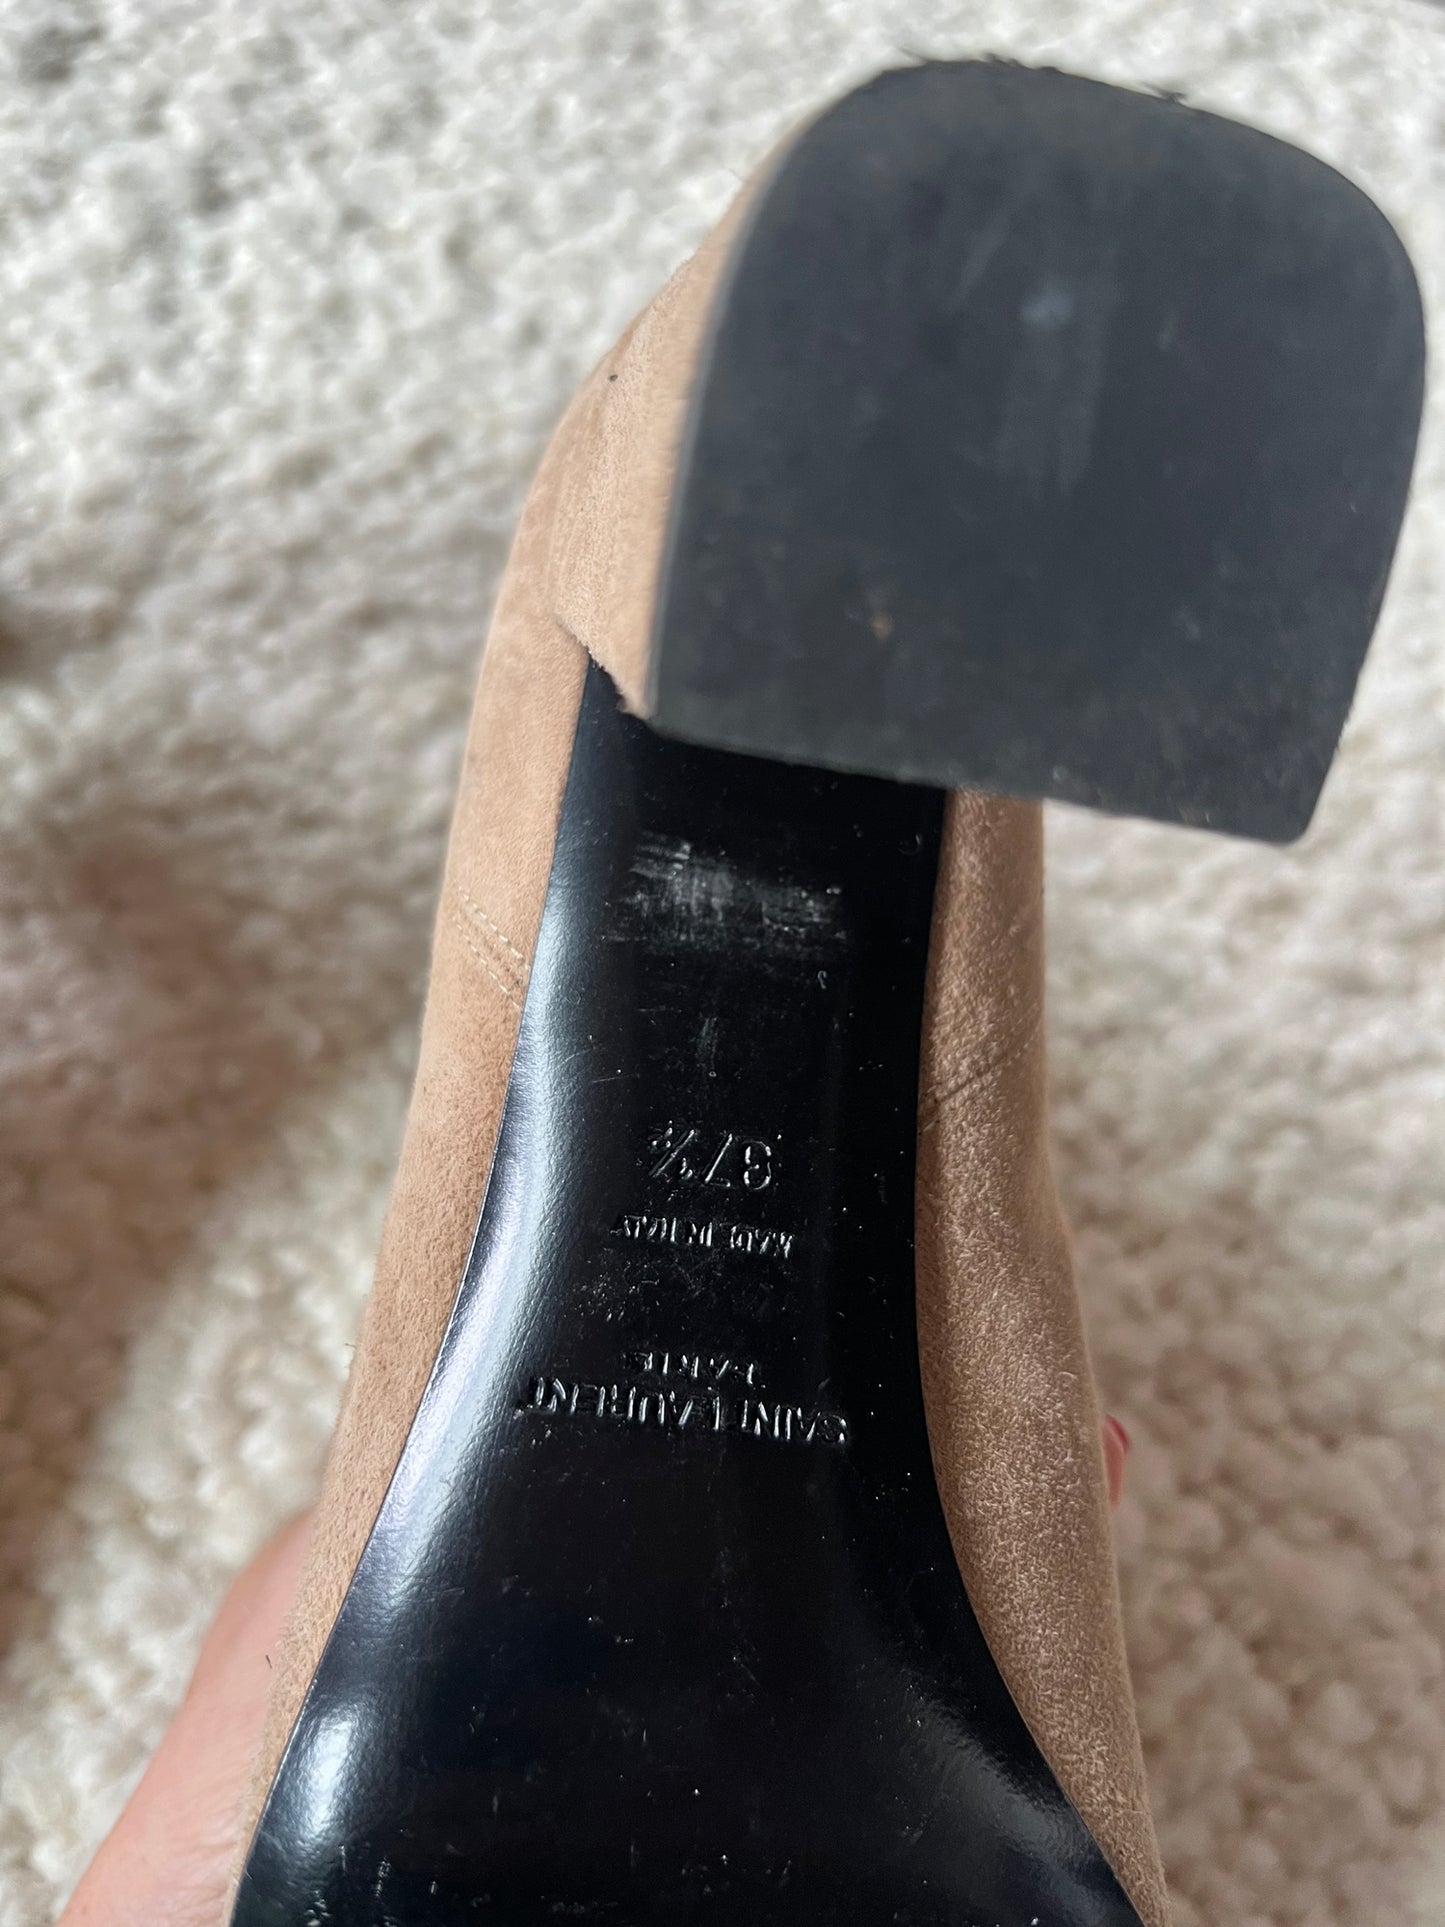 SAINT LAURENT
PARIS
MADE IN ITALY
37½